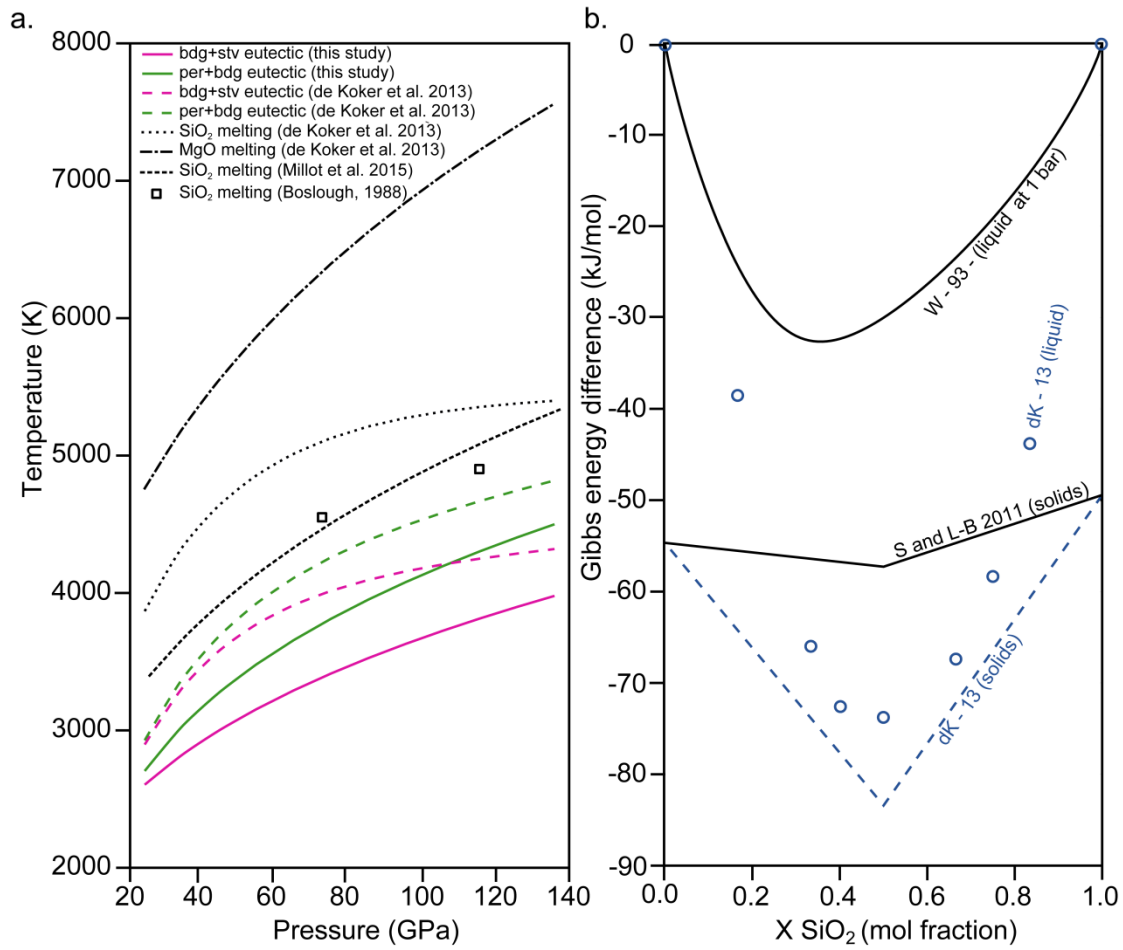 a.
8000
7000
6000
5000
4000
3000
2000
Temperature (K)
bdg+stv eutectic (this study)
per+bdg eutectic (this study)
bdg+stv eutectic (de Koker et al. 2013)
per+bdg eutectic (de Koker et al. 2013)
SiO₂ melting (de Koker et al. 2013)
MgO melting (de Koker et al. 2013)
SiO₂ melting (Millot et al. 2015)
SiO₂ melting (Boslough, 1988)
20 40 60 80 100 120 140
Pressure (GPa)
b.
0
-10
-20
-30
-40
-50
-60
-70
-80
-90
Gibbs energy difference (kJ/mol)
W - 93 - (liquid at 1 bar)
dK - 13 (liquid)
S and L-B 2011 (solids)
dK - 13 (solids)
0.0 0.2 0.4 0.6 0.8 1.0
X SiO₂ (mol fraction)